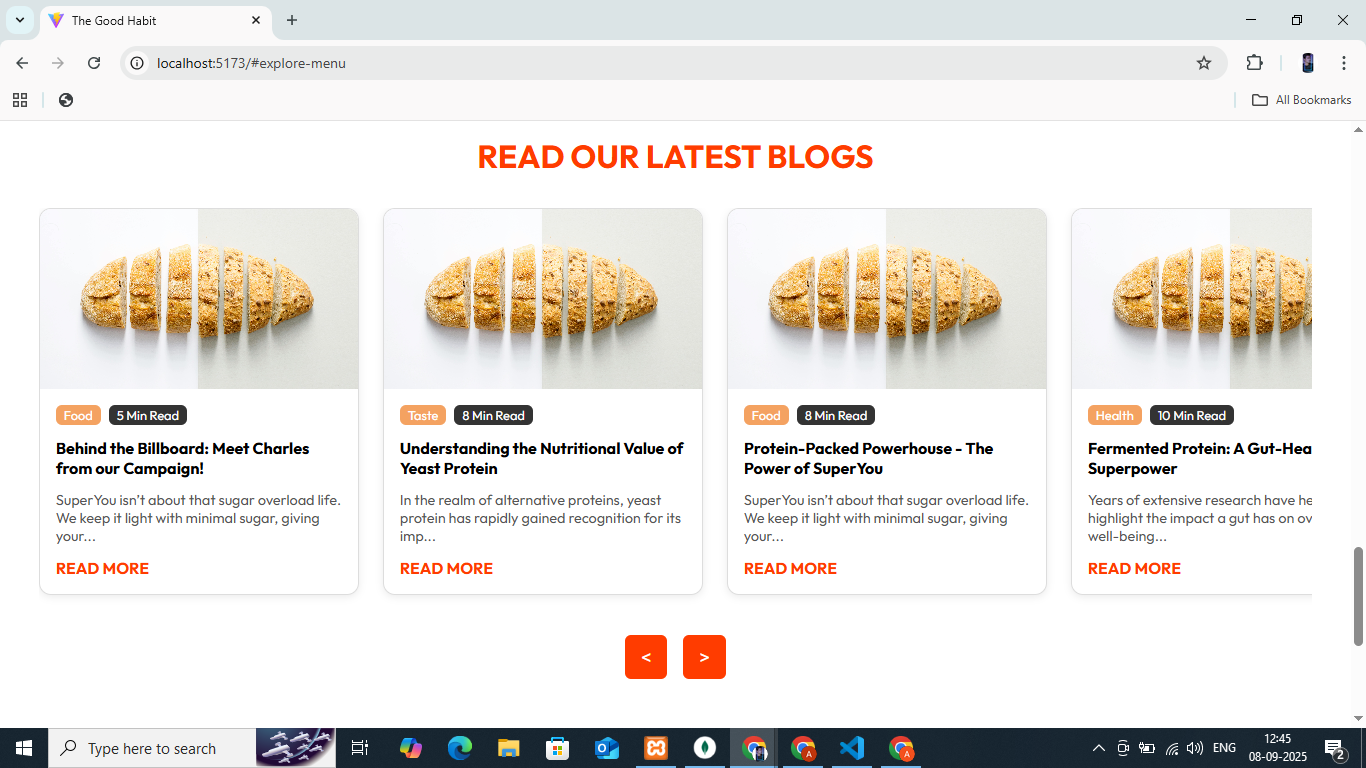 The Good Habit
localhost:5173/#explore-menu
All Bookmarks
READ OUR LATEST BLOGS
Food 5 Min Read
Behind the Billboard: Meet Charles
from our Campaign!
SuperYou isn’t about that sugar overload life.
We keep it light with minimal sugar, giving
your...
READ MORE
Taste 8 Min Read
Understanding the Nutritional Value of
Yeast Protein
In the realm of alternative proteins, yeast
protein has rapidly gained recognition for its
imp...
READ MORE
Food 8 Min Read
Protein-Packed Powerhouse - The
Power of SuperYou
SuperYou isn’t about that sugar overload life.
We keep it light with minimal sugar, giving
your...
READ MORE
Health 10 Min Read
Fermented Protein: A Gut-Hea
Superpower
Years of extensive research have he
highlight the impact a gut has on ov
well-being...
READ MORE
< >
Type here to search
ENG
12:45
08-09-2025
2